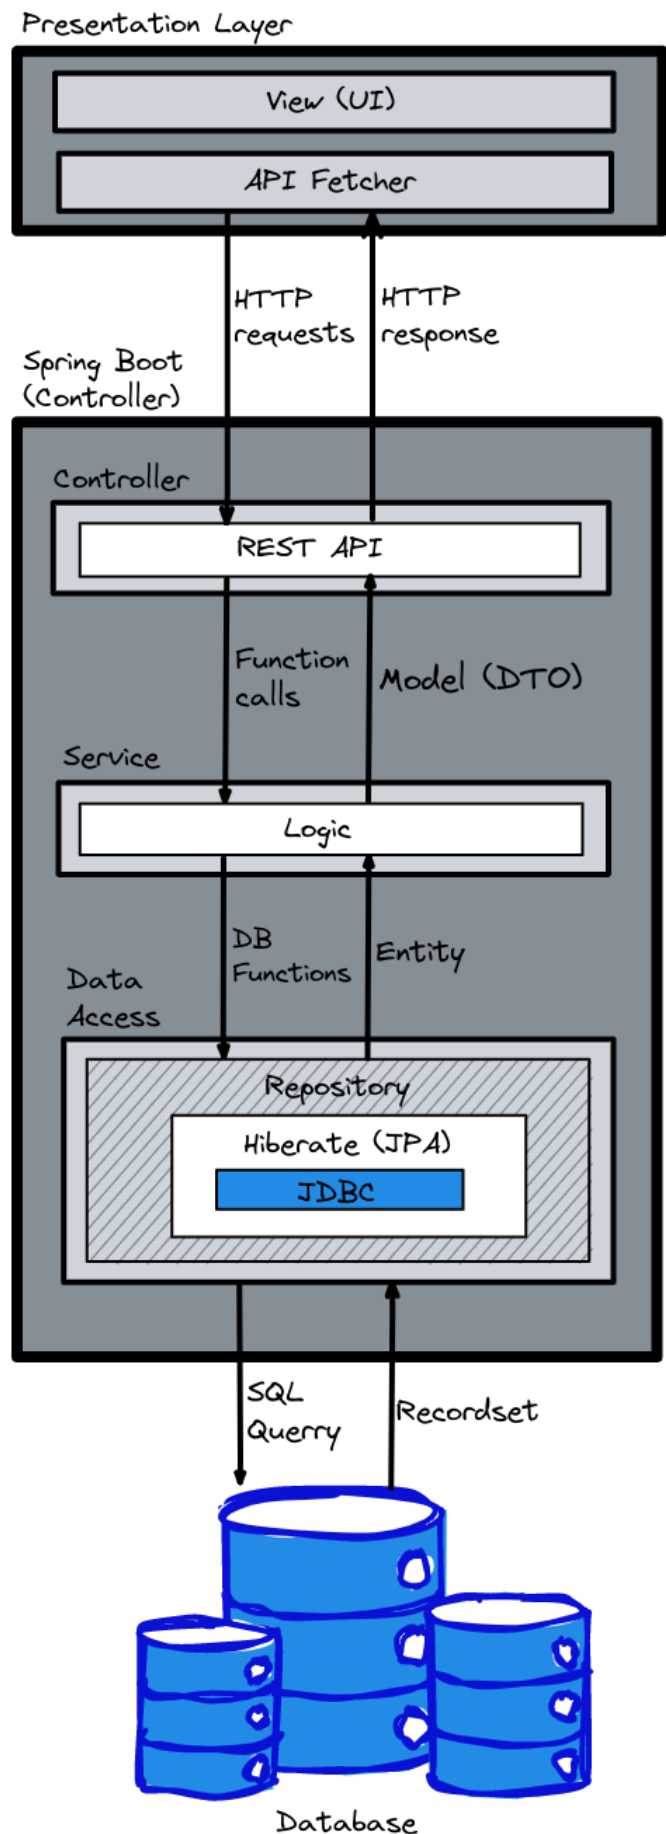 Presentation Layer
View (UI)
API Fetcher
HTTP
requests
HTTP
response
Spring Boot
(Controller)
Controller
REST API
Function
calls
Model (DTO)
Service
Logic
DB
Functions
Entity
Data
Access
Repository
Hiberate (JPA)
JDBC
SQL
Querry
Recordset
Database